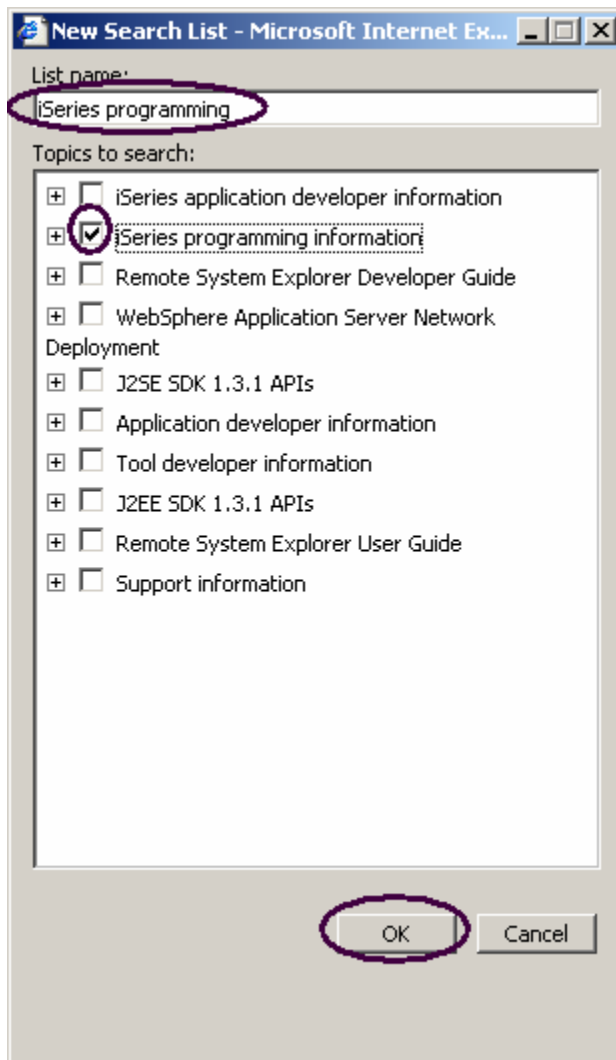 New Search List - Microsoft Internet Ex...
List name:
iSeries programming
Topics to search:
iSeries application developer information
iSeries programming information
Remote System Explorer Developer Guide
WebSphere Application Server Network
Deployment
J2SE SDK 1.3.1 APIs
Application developer information
Tool developer information
J2EE SDK 1.3.1 APIs
Remote System Explorer User Guide
Support information
OK Cancel